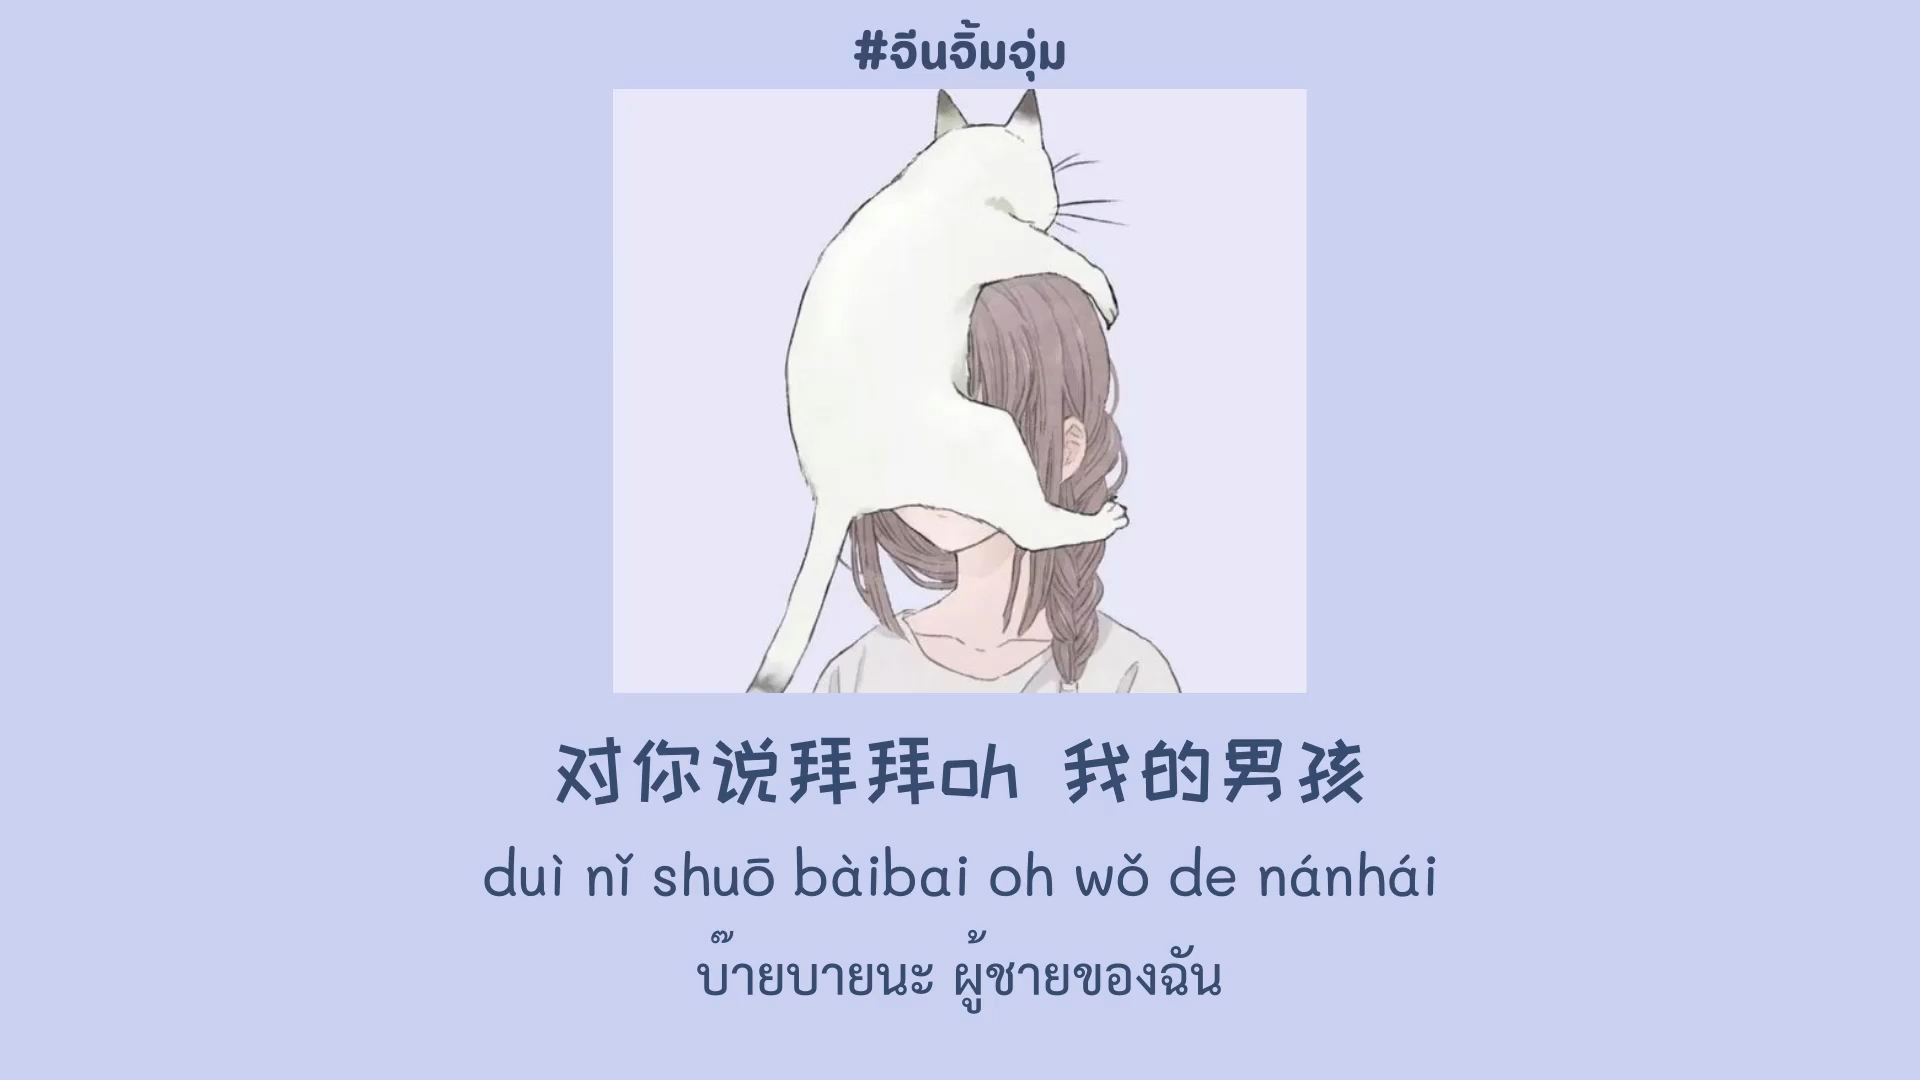 #จีนจิ้มจุ่ม
对你说拜拜oh 我的男孩
duì nǐ shuō bàibai oh wǒ de nánhái
บ๊ายบายนะ ผู้ชายของฉัน